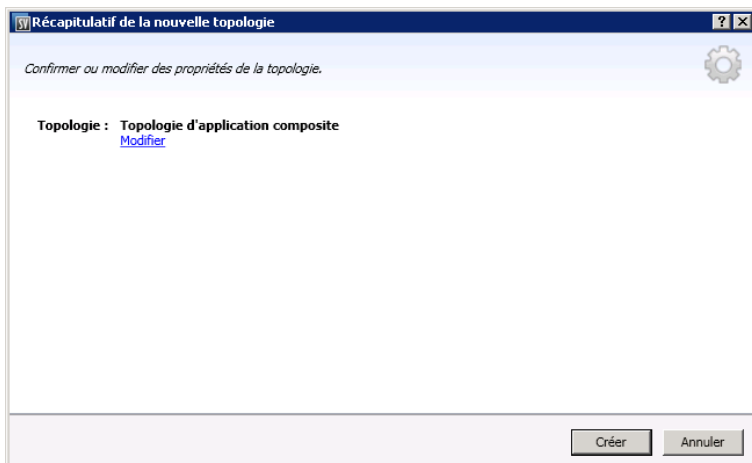 SV Récapitulatif de la nouvelle topologie ? X
Confirmer ou modifier des propriétés de la topologie.
Topologie : Topologie d'application composite
Modifier
Créer Annuler